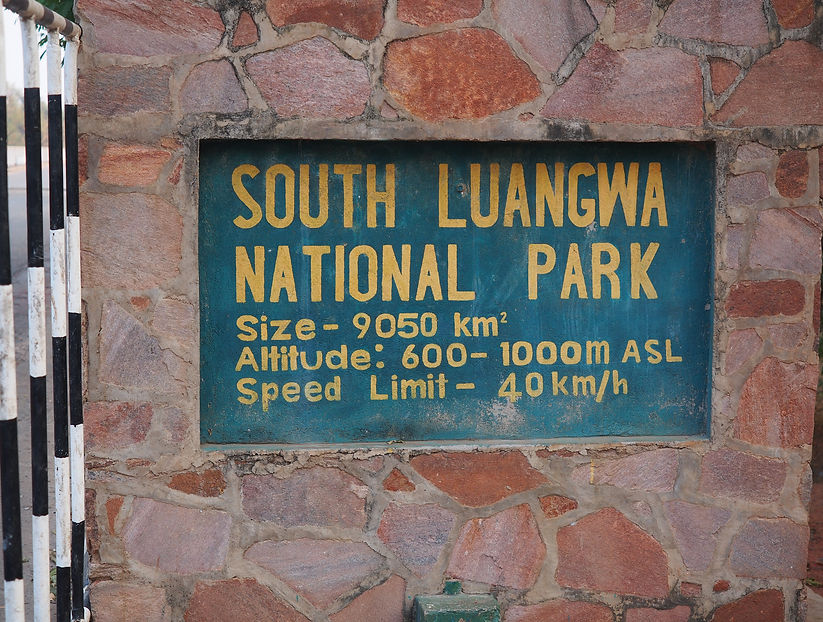 SOUTH LUANGWA
NATIONAL PARK
Size - 9050 km²
Altitude: 600 - 1000m ASL
Speed Limit - 40km/h